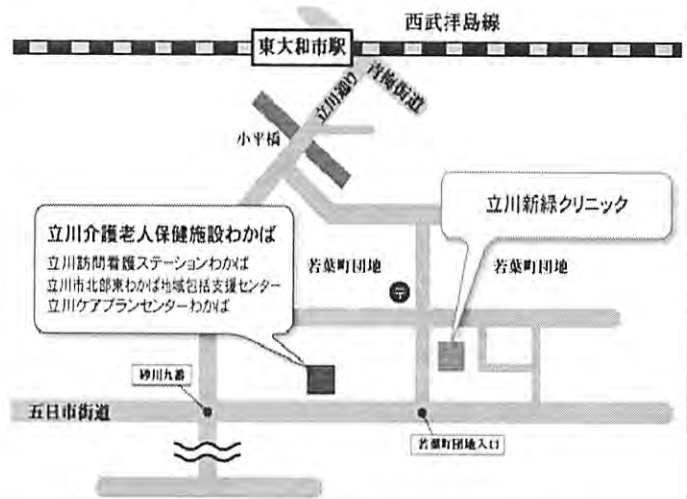 西武拝島線
東大和市駅
立川通り
青梅街道
小平橋
立川新緑クリニック
立川介護老人保健施設わかば
立川訪問看護ステーションわかば
立川市北部東わかば地域包括支援センター
立川ケアプランセンターわかば
若葉町団地
若葉町団地
〒
砂川九番
五日市街道
若葉町団地入口